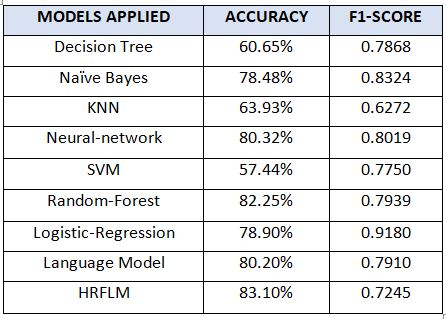 MODELS APPLIED ACCURACY F1-SCORE
Decision Tree 60.65% 0.7868
Naïve Bayes 78.48% 0.8324
KNN 63.93% 0.6272
Neural-network 80.32% 0.8019
SVM 57.44% 0.7750
Random-Forest 82.25% 0.7939
Logistic-Regression 78.90% 0.9180
Language Model 80.20% 0.7910
HRFLM 83.10% 0.7245